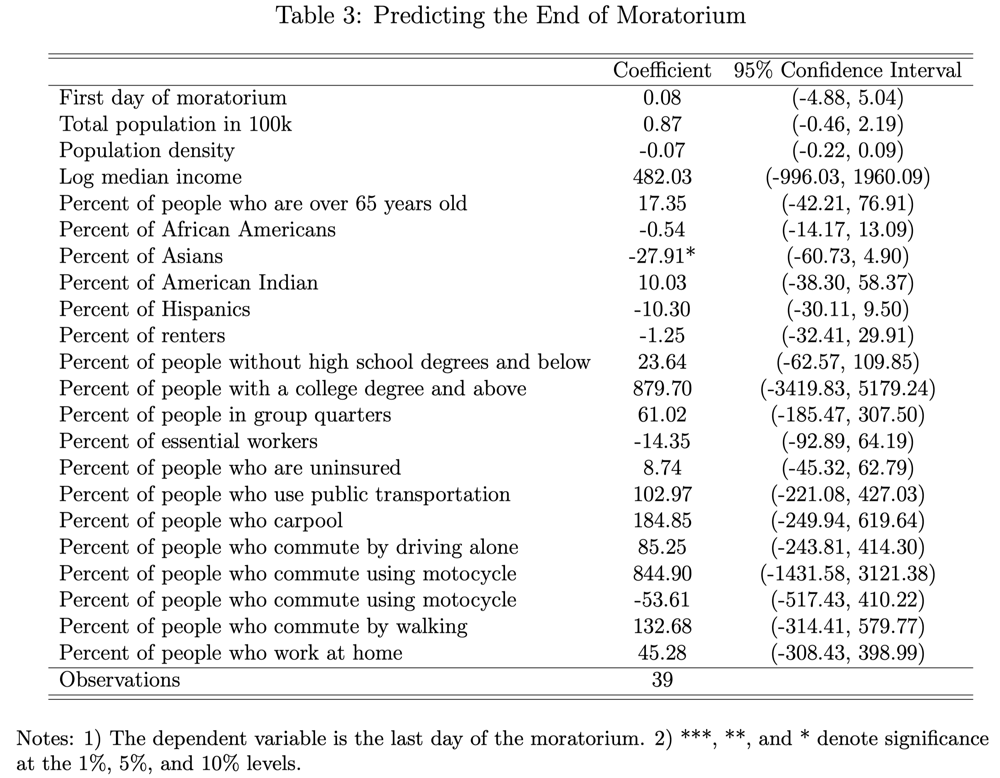 Table 3: Predicting the End of Moratorium
Coefficient 95% Confidence Interval
First day of moratorium 0.08 (-4.88, 5.04)
Total population in 100k 0.87 (-0.46, 2.19)
Population density -0.07 (-0.22, 0.09)
Log median income 482.03 (-996.03, 1960.09)
Percent of people who are over 65 years old 17.35 (-42.21, 76.91)
Percent of African Americans -0.54 (-14.17, 13.09)
Percent of Asians -27.91* (-60.73, 4.90)
Percent of American Indian 10.03 (-38.30, 58.37)
Percent of Hispanics -10.30 (-30.11, 9.50)
Percent of renters -1.25 (-32.41, 29.91)
Percent of people without high school degrees and below 23.64 (-62.57, 109.85)
Percent of people with a college degree and above 879.70 (-3419.83, 5179.24)
Percent of people in group quarters 61.02 (-185.47, 307.50)
Percent of essential workers -14.35 (-92.89, 64.19)
Percent of people who are uninsured 8.74 (-45.32, 62.79)
Percent of people who use public transportation 102.97 (-221.08, 427.03)
Percent of people who carpool 184.85 (-249.94, 619.64)
Percent of people who commute by driving alone 85.25 (-243.81, 414.30)
Percent of people who commute using motocycle 844.90 (-1431.58, 3121.38)
Percent of people who commute using motocycle -53.61 (-517.43, 410.22)
Percent of people who commute by walking 132.68 (-314.41, 579.77)
Percent of people who work at home 45.28 (-308.43, 398.99)
Observations 39
Notes: 1) The dependent variable is the last day of the moratorium. 2) ***, **, and * denote significance
at the 1%, 5%, and 10% levels.